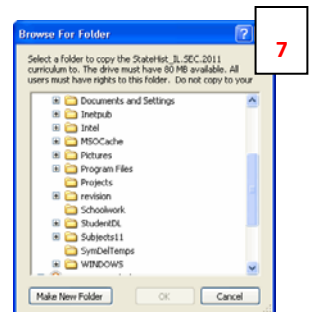 Browse For Folder
?
7
Select a folder to copy the StateHist_IL.SEC.2011
curriculum to. The drive must have 80 MB available. All
users must have rights to this folder. Do not copy to your
Documents and Settings
Inetpub
Intel
MSOCache
Pictures
Program Files
Projects
revision
Schoolwork
StudentDL
Subjects11
SymDelTemps
WINDOWS
Make New Folder OK Cancel